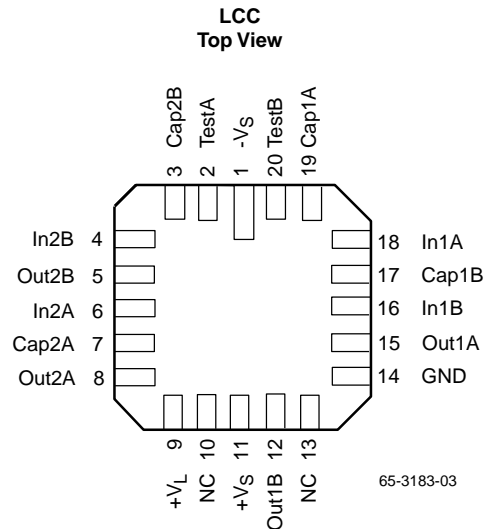 LCC
Top View
3 Cap2B
2 TestA
1 -VS
20 TestB
19 Cap1A
In2B 4
Out2B 5
In2A 6
Cap2A 7
Out2A 8
18 In1A
17 Cap1B
16 In1B
15 Out1A
14 GND
+VL 9
NC 10
+VS 11
Out1B 12
NC 13
65-3183-03